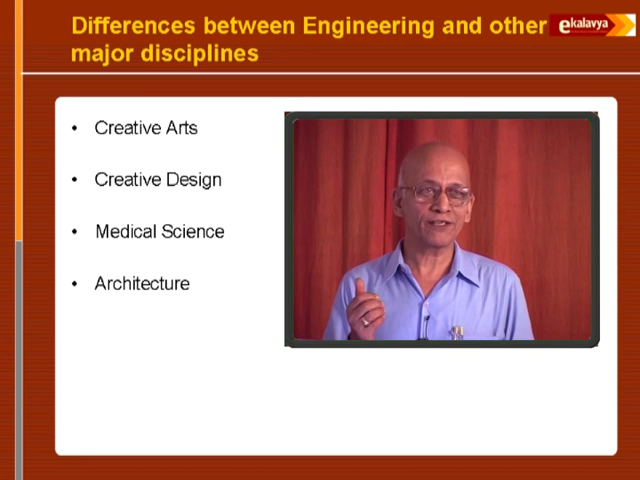 Differences between Engineering and other
major disciplines
ekalavya
• Creative Arts
• Creative Design
• Medical Science
• Architecture